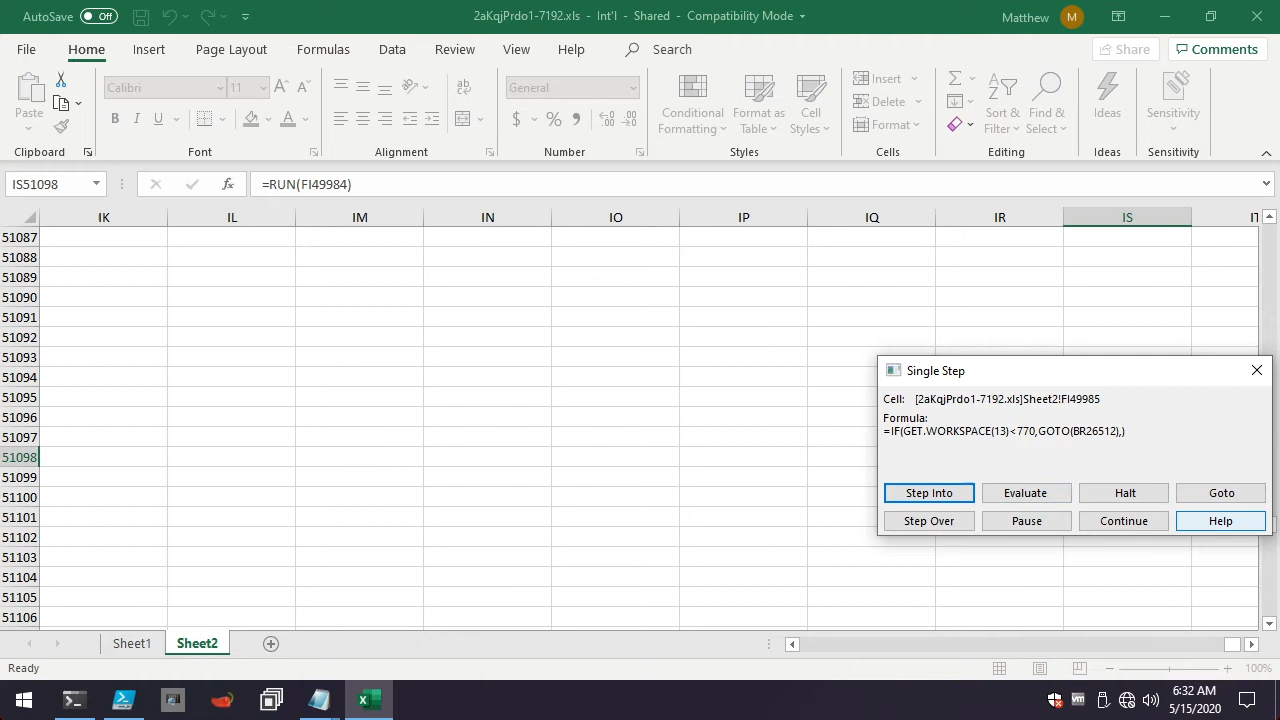 AutoSave Off 2aKqjPrdo1-7192.xls - Int'l - Shared - Compatibility Mode Matthew M
File Home Insert Page Layout Formulas Data Review View Help Search Share Comments
Paste
Calibri 11
B I U
General
$ % ,
Conditional Formatting
Format as Table
Cell Styles
Insert
Delete
Format
Sort & Filter
Find & Select
Ideas
Sensitivity
Clipboard Font Alignment Number Styles Cells Editing Ideas Sensitivity
IS51098 fx =RUN(FI49984)
IK IL IM IN IO IP IQ IR IS IT
51087
51088
51089
51090
51091
51092
51093
51094
51095
51096
51097
51098
51099
51100
51101
51102
51103
51104
51105
51106
Single Step
Cell: [2aKqjPrdo1-7192.xls]Sheet2!FI49985
Formula:
=IF(GET.WORKSPACE(13)<770,GOTO(BR26512),)
Step Into Evaluate Halt Goto
Step Over Pause Continue Help
Sheet1 Sheet2
Ready 100%
6:32 AM
5/15/2020